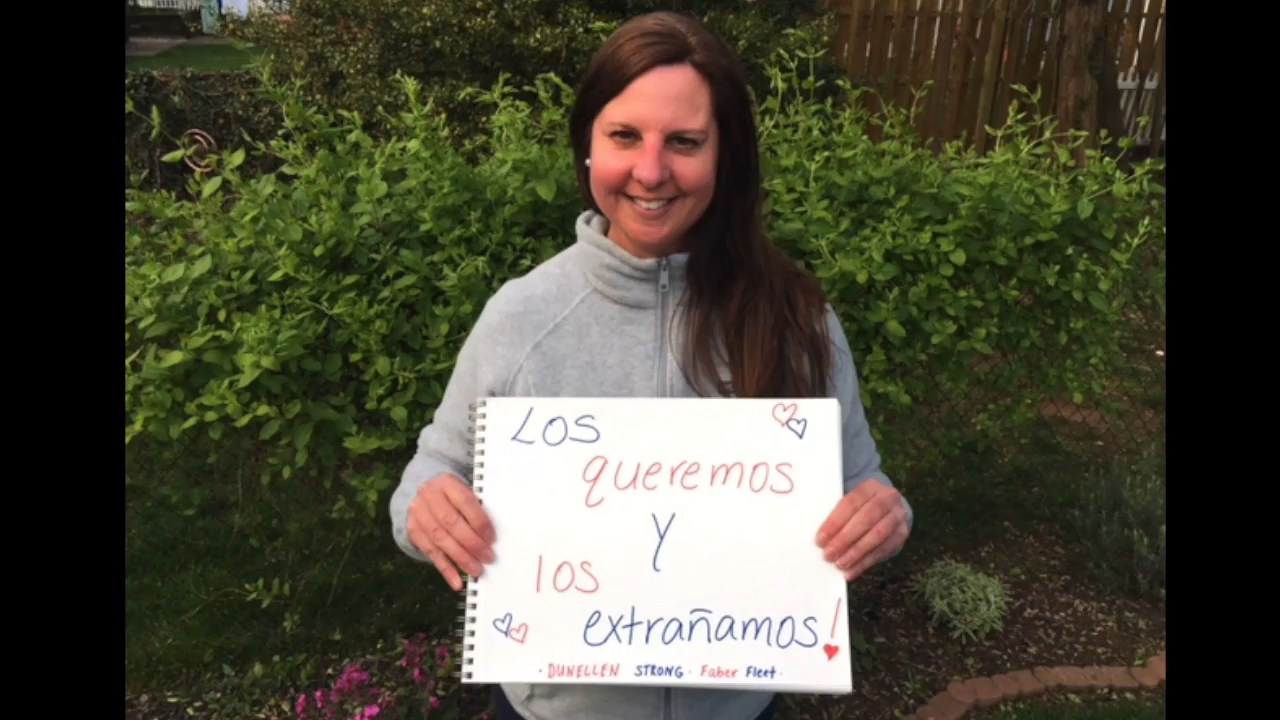 Los
queremos
y
los
extrañamos!
· DUNELLEN STRONG · Faber Fleet ·